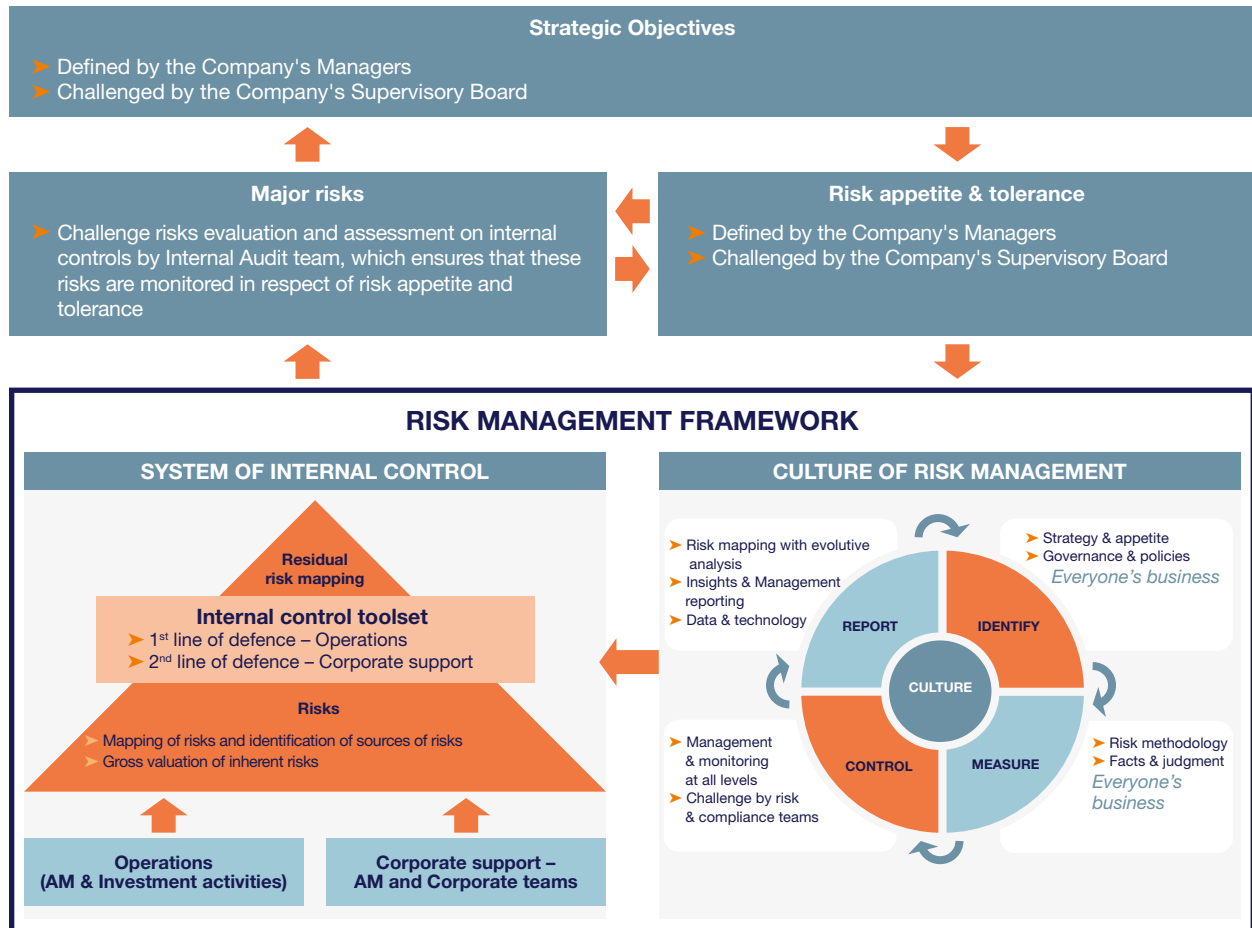 Strategic Objectives
➤ Defined by the Company's Managers
➤ Challenged by the Company's Supervisory Board
Major risks
➤ Challenge risks evaluation and assessment on internal
controls by Internal Audit team, which ensures that these
risks are monitored in respect of risk appetite and
tolerance
Risk appetite & tolerance
➤ Defined by the Company's Managers
➤ Challenged by the Company's Supervisory Board
RISK MANAGEMENT FRAMEWORK
SYSTEM OF INTERNAL CONTROL
Residual
risk mapping
Internal control toolset
➤ 1st line of defence – Operations
➤ 2nd line of defence – Corporate support
Risks
➤ Mapping of risks and identification of sources of risks
➤ Gross valuation of inherent risks
Operations
(AM & Investment activities)
Corporate support –
AM and Corporate teams
CULTURE OF RISK MANAGEMENT
➤ Risk mapping with evolutive
analysis
➤ Insights & Management
reporting
➤ Data & technology
➤ Strategy & appetite
➤ Governance & policies
Everyone's business
REPORT
IDENTIFY
CULTURE
CONTROL
MEASURE
➤ Management
& monitoring
at all levels
➤ Challenge by risk
& compliance teams
➤ Risk methodology
➤ Facts & judgment
Everyone's
business